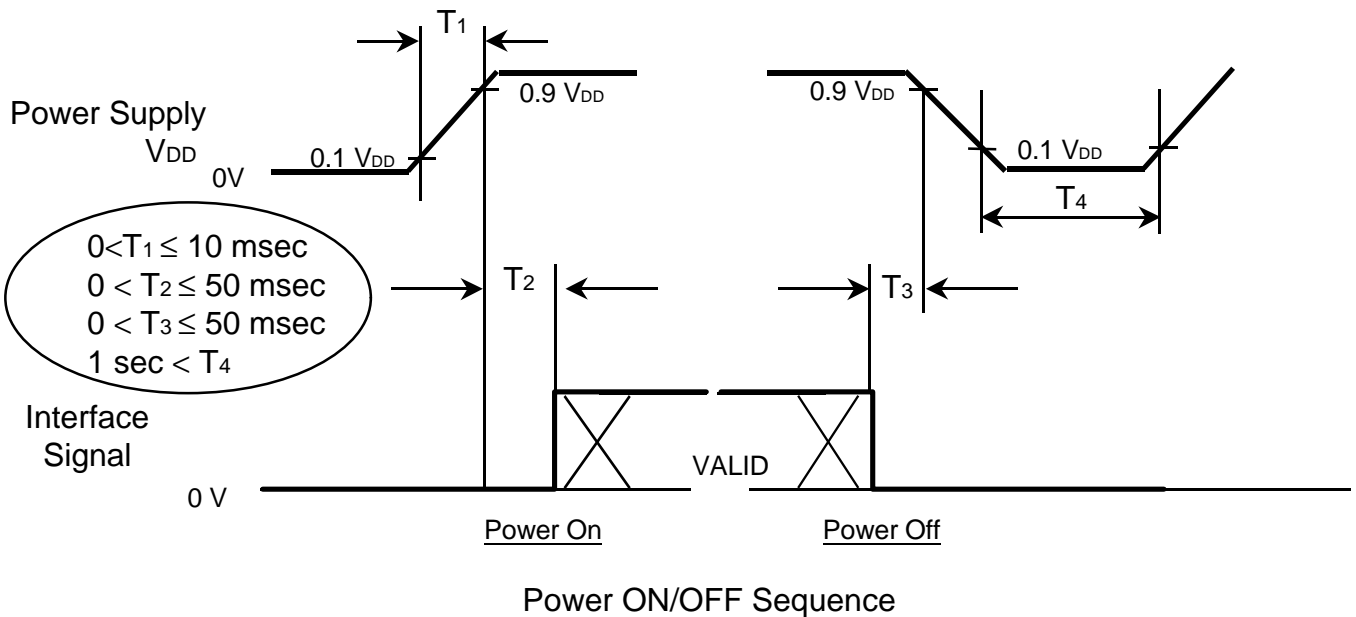 T1
0.9 VDD
0.9 VDD
Power Supply
VDD
0.1 VDD
0.1 VDD
0V
T4
0<T1 ≤ 10 msec
0 < T2 ≤ 50 msec
0 < T3 ≤ 50 msec
1 sec < T4
T2
T3
Interface
Signal
VALID
0 V
Power On
Power Off
Power ON/OFF Sequence